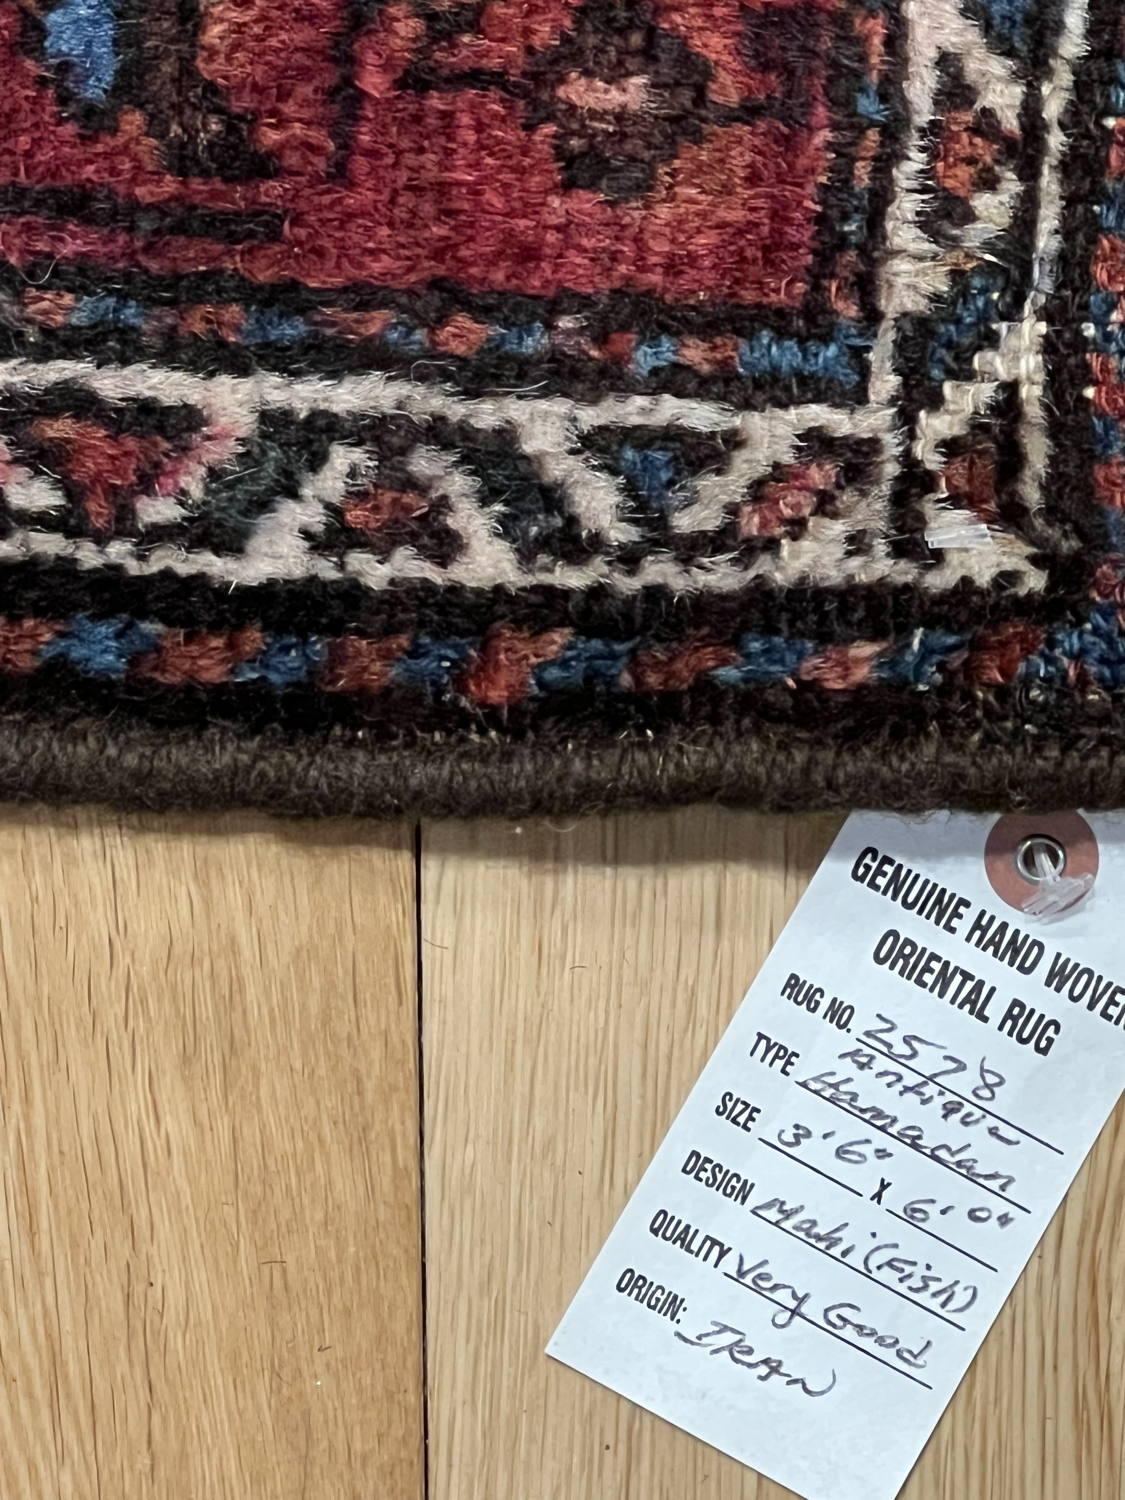 GENUINE HAND WOVEN
ORIENTAL RUG
RUG NO. 2578
Antique
TYPE Hamadan
SIZE 3'6" X 6'0"
DESIGN Mahi (Fish)
QUALITY Very Good
ORIGIN: IRAN